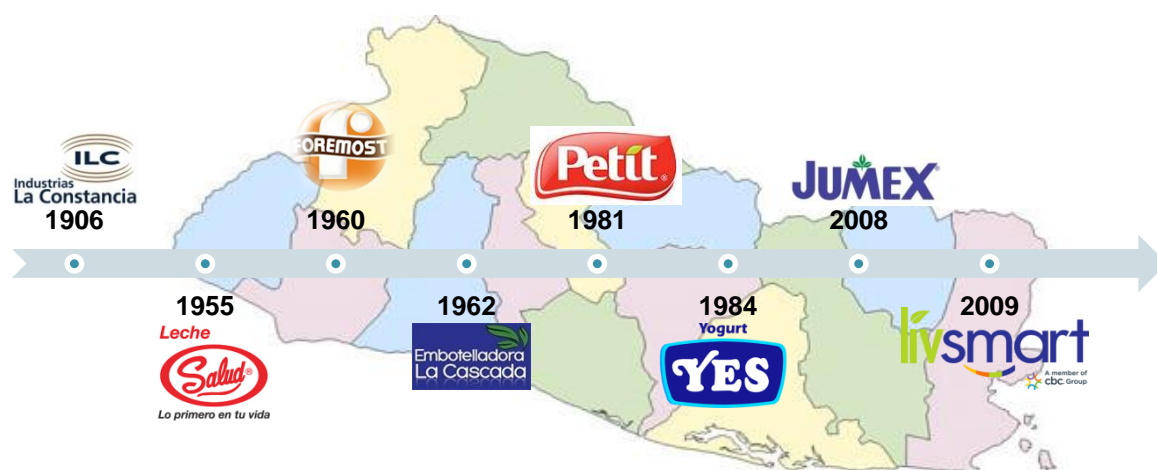 ILC
Industrias
La Constancia
1906
FOREMOST
1960
Petit®
1981
JUMEX®
2008
1955
Leche
Salud®
Lo primero en tu vida
1962
Embotelladora
La Cascada
1984
Yogurt
YES
2009
livsmart
A member of
cbc. Group